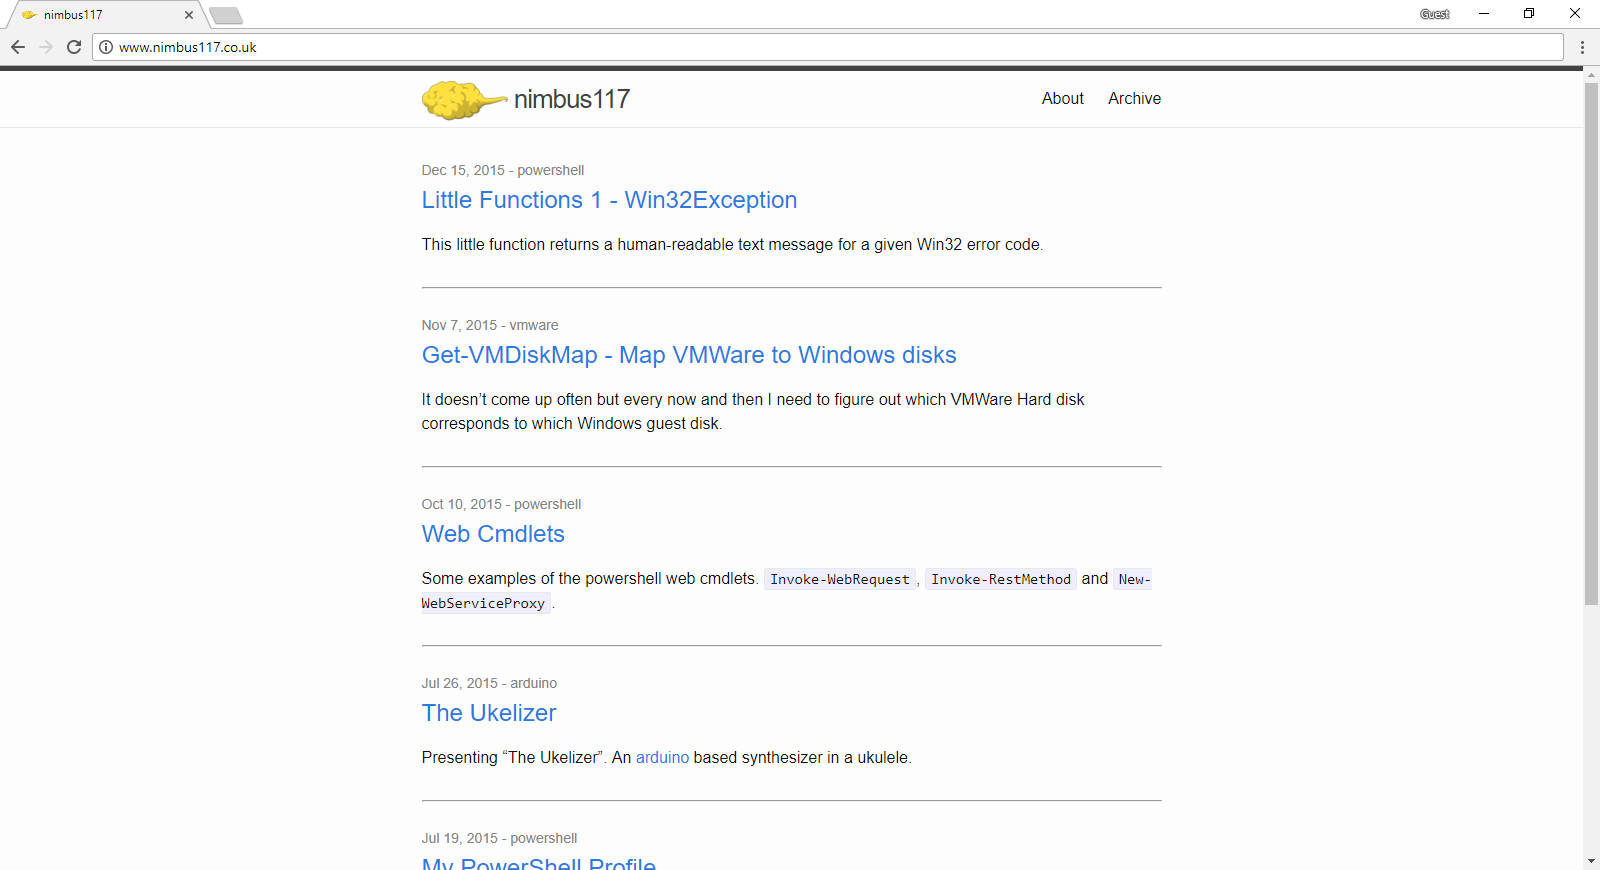 nimbus117
Guest
www.nimbus117.co.uk
nimbus117
About Archive
Dec 15, 2015 - powershell
Little Functions 1 - Win32Exception
This little function returns a human-readable text message for a given Win32 error code.
Nov 7, 2015 - vmware
Get-VMDiskMap - Map VMWare to Windows disks
It doesn’t come up often but every now and then I need to figure out which VMWare Hard disk
corresponds to which Windows guest disk.
Oct 10, 2015 - powershell
Web Cmdlets
Some examples of the powershell web cmdlets. Invoke-WebRequest, Invoke-RestMethod and New-
WebServiceProxy.
Jul 26, 2015 - arduino
The Ukelizer
Presenting “The Ukelizer”. An arduino based synthesizer in a ukulele.
Jul 19, 2015 - powershell
My PowerShell Profile